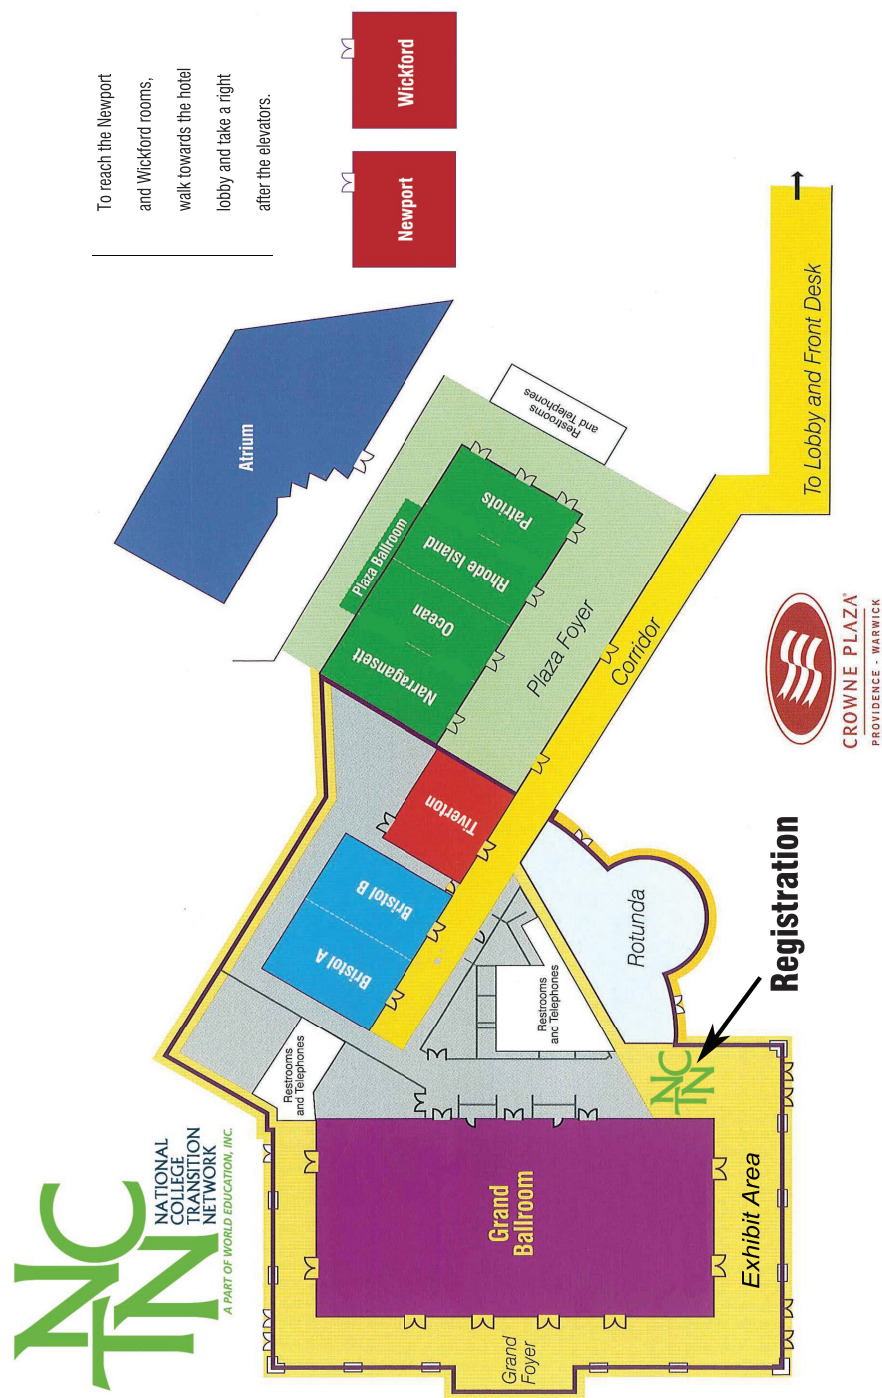 NC
TN
NATIONAL
COLLEGE
TRANSITION
NETWORK
A PART OF WORLD EDUCATION, INC.
To reach the Newport
and Wickford rooms,
walk towards the hotel
lobby and take a right
after the elevators.
Newport
Wickford
Atrium
Plaza Ballroom
Narragansett
Ocean
Rhode Island
Patriots
Restrooms
and Telephones
Plaza Foyer
Corridor
To Lobby and Front Desk
Tiverton
Bristol A
Bristol B
Restrooms
and Telephones
Restrooms
and Telephones
Rotunda
Grand
Ballroom
Grand
Foyer
Exhibit Area
NC
TN
Registration
CROWNE PLAZA®
PROVIDENCE - WARWICK